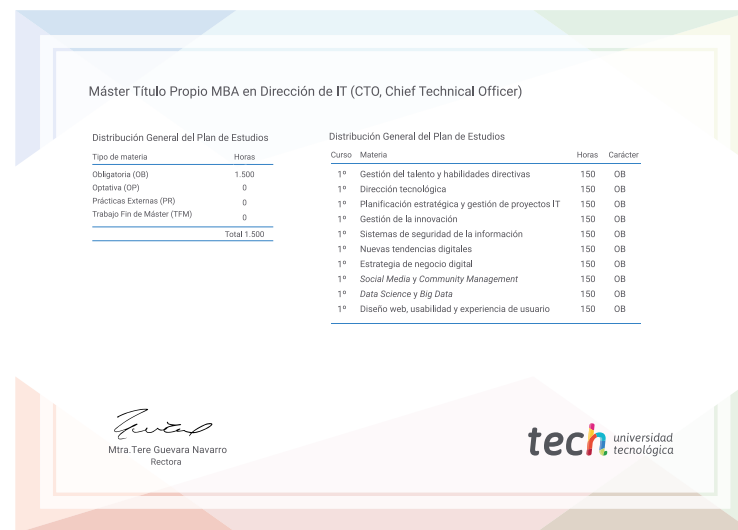 Máster Título Propio MBA en Dirección de IT (CTO, Chief Technical Officer)
Distribución General del Plan de Estudios
Tipo de materia Horas
Obligatoria (OB) 1.500
Optativa (OP) 0
Prácticas Externas (PR) 0
Trabajo Fin de Máster (TFM) 0
Total 1.500
Distribución General del Plan de Estudios
Curso Materia Horas Carácter
1º Gestión del talento y habilidades directivas 150 OB
1º Dirección tecnológica 150 OB
1º Planificación estratégica y gestión de proyectos IT 150 OB
1º Gestión de la innovación 150 OB
1º Sistemas de seguridad de la información 150 OB
1º Nuevas tendencias digitales 150 OB
1º Estrategia de negocio digital 150 OB
1º Social Media y Community Management 150 OB
1º Data Science y Big Data 150 OB
1º Diseño web, usabilidad y experiencia de usuario 150 OB
Mtra.Tere Guevara Navarro
Rectora
tech universidad
tecnológica